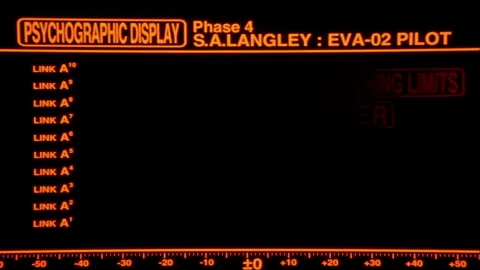 PSYCHOGRAPHIC DISPLAY
Phase 4
S.A.LANGLEY : EVA-02 PILOT
LINK A¹⁰
LINK A⁹
LIMITS
LINK A⁸
LINK A⁷
LINK A⁶
LINK A⁵
LINK A⁴
LINK A³
LINK A²
LINK A¹
-50 -40 -30 -20 -10 ±0 +10 +20 +30 +40 +50